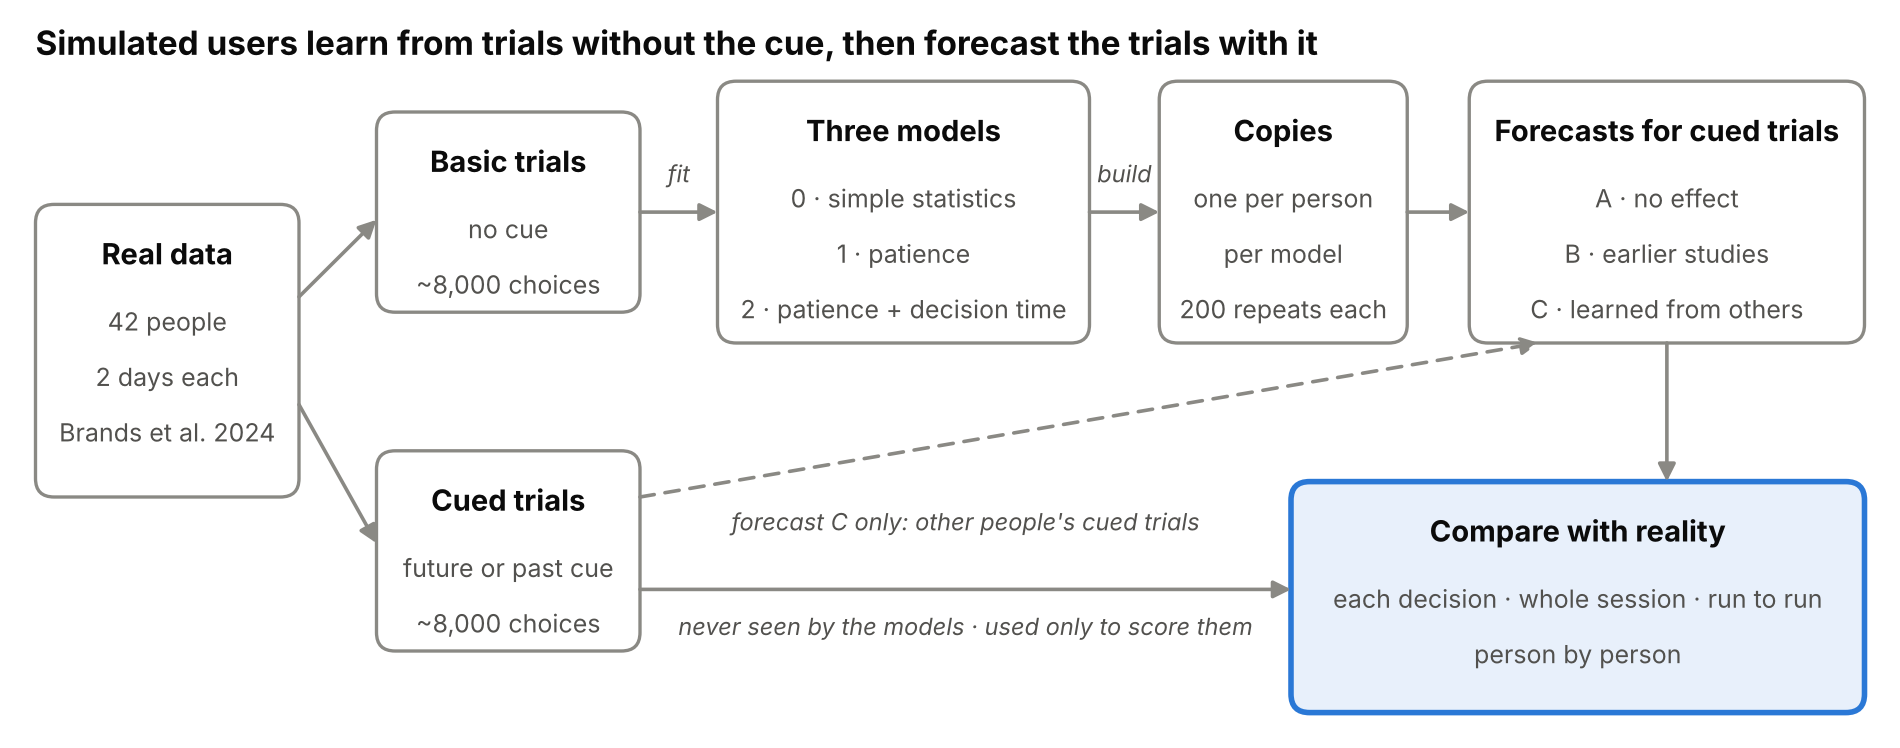 Simulated users learn from trials without the cue, then forecast the trials with it
Real data
42 people
2 days each
Brands et al. 2024
Basic trials
no cue
~8,000 choices
fit
Three models
0 · simple statistics
1 · patience
2 · patience + decision time
build
Copies
one per person
per model
200 repeats each
Forecasts for cued trials
A · no effect
B · earlier studies
C · learned from others
Cued trials
future or past cue
~8,000 choices
forecast C only: other people's cued trials
never seen by the models · used only to score them
Compare with reality
each decision · whole session · run to run
person by person